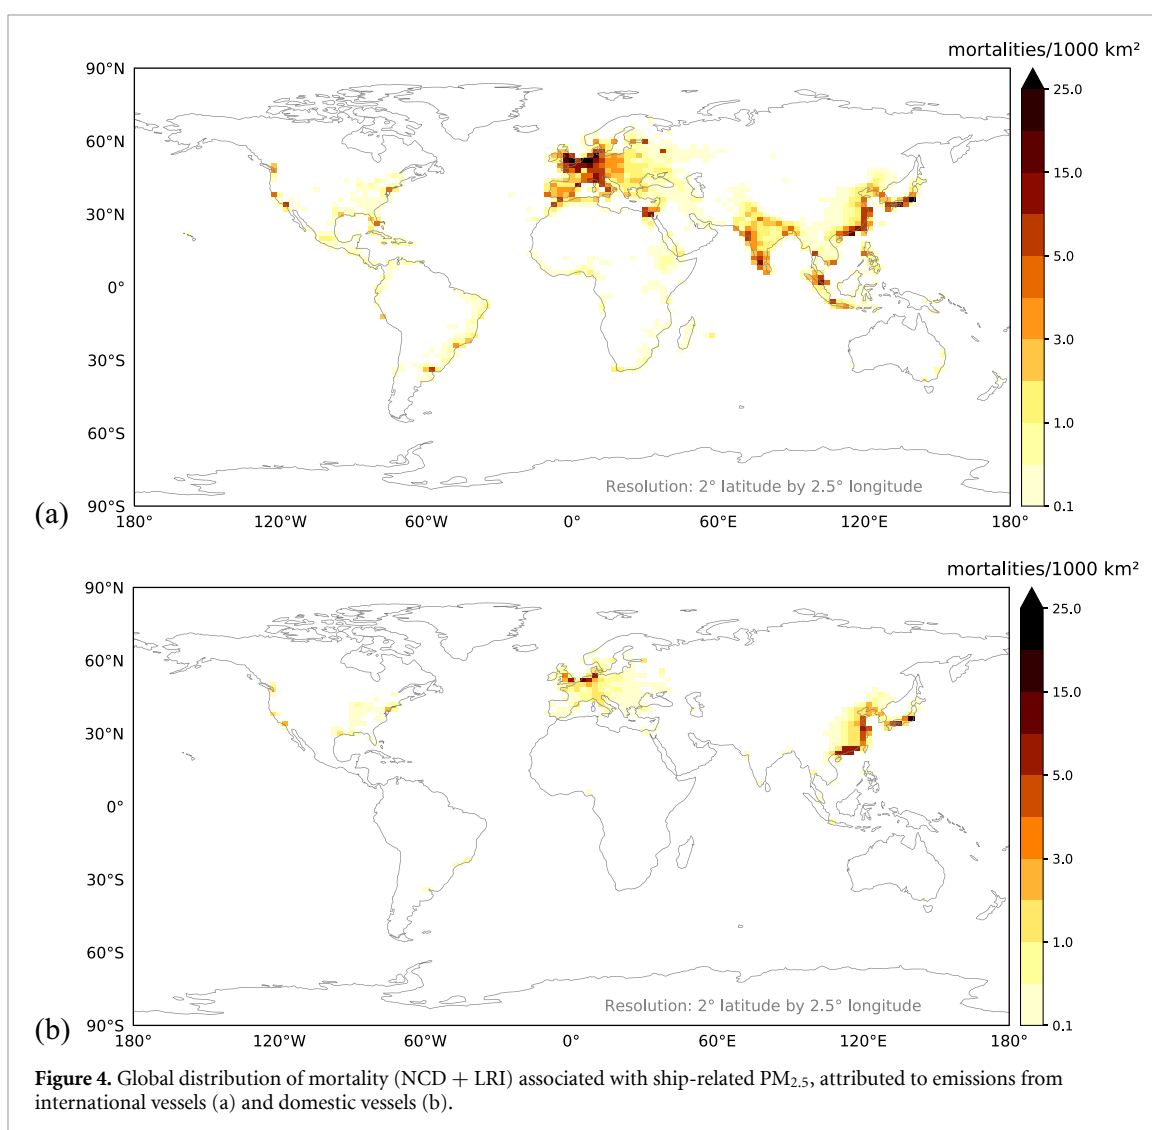 mortalities/1000 km²
90°N
60°N
30°N
0°
30°S
60°S
90°S
180°
120°W
60°W
0°
60°E
120°E
180°
25.0
15.0
5.0
3.0
1.0
0.1
Resolution: 2° latitude by 2.5° longitude
(a)
mortalities/1000 km²
90°N
60°N
30°N
0°
30°S
60°S
90°S
180°
120°W
60°W
0°
60°E
120°E
180°
25.0
15.0
5.0
3.0
1.0
0.1
Resolution: 2° latitude by 2.5° longitude
(b)
Figure 4. Global distribution of mortality (NCD + LRI) associated with ship-related PM₂.₅, attributed to emissions from
international vessels (a) and domestic vessels (b).